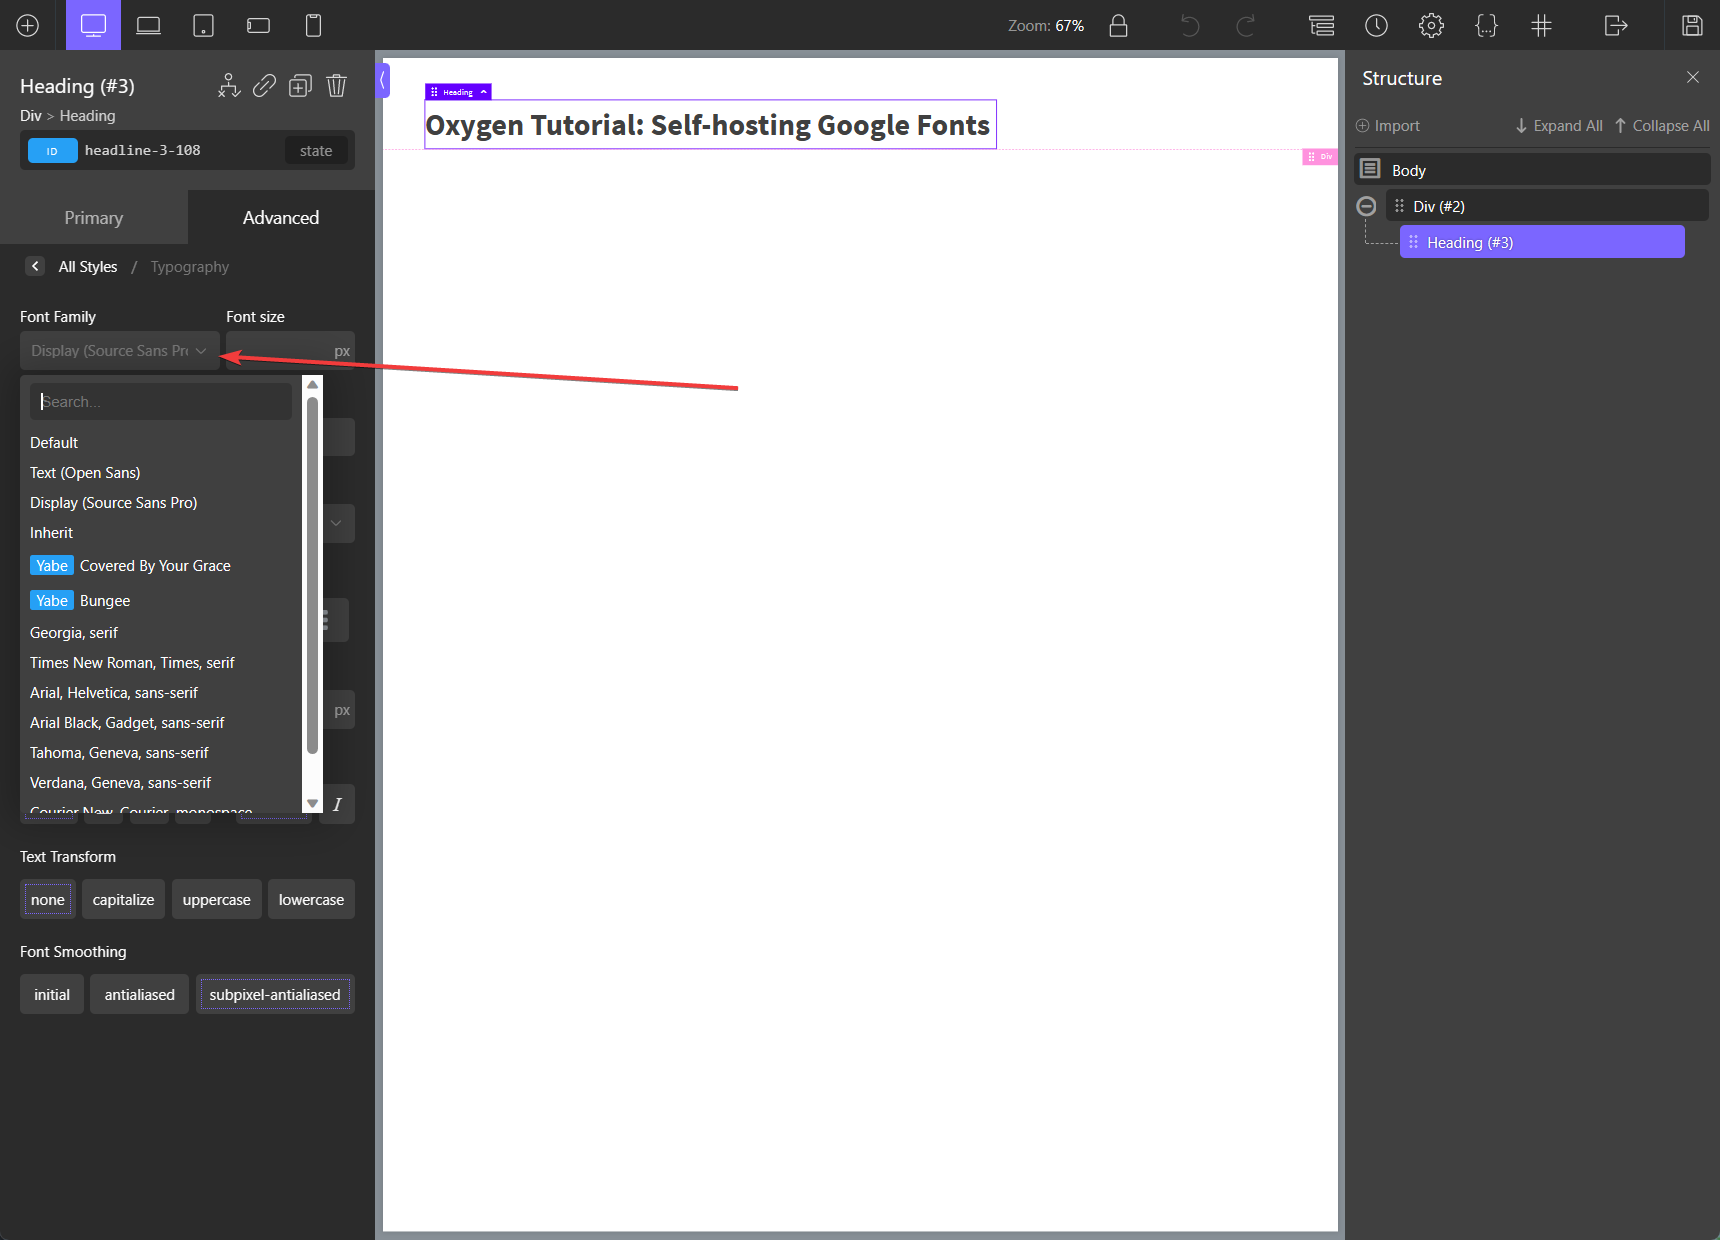 Zoom: 67%
Heading (#3)
Div > Heading
ID headline-3-108 state
Primary Advanced
All Styles / Typography
Font Family Font size
Display (Source Sans Pr px
Search...
Default
Text (Open Sans)
Display (Source Sans Pro)
Inherit
Yabe Covered By Your Grace
Yabe Bungee
Georgia, serif
Times New Roman, Times, serif
Arial, Helvetica, sans-serif
Arial Black, Gadget, sans-serif
px
Tahoma, Geneva, sans-serif
Verdana, Geneva, sans-serif
Courier New, Courier, monospace
I
Text Transform
none capitalize uppercase lowercase
Font Smoothing
initial antialiased subpixel-antialiased
Heading
Oxygen Tutorial: Self-hosting Google Fonts
Div
Structure
Import Expand All Collapse All
Body
Div (#2)
Heading (#3)